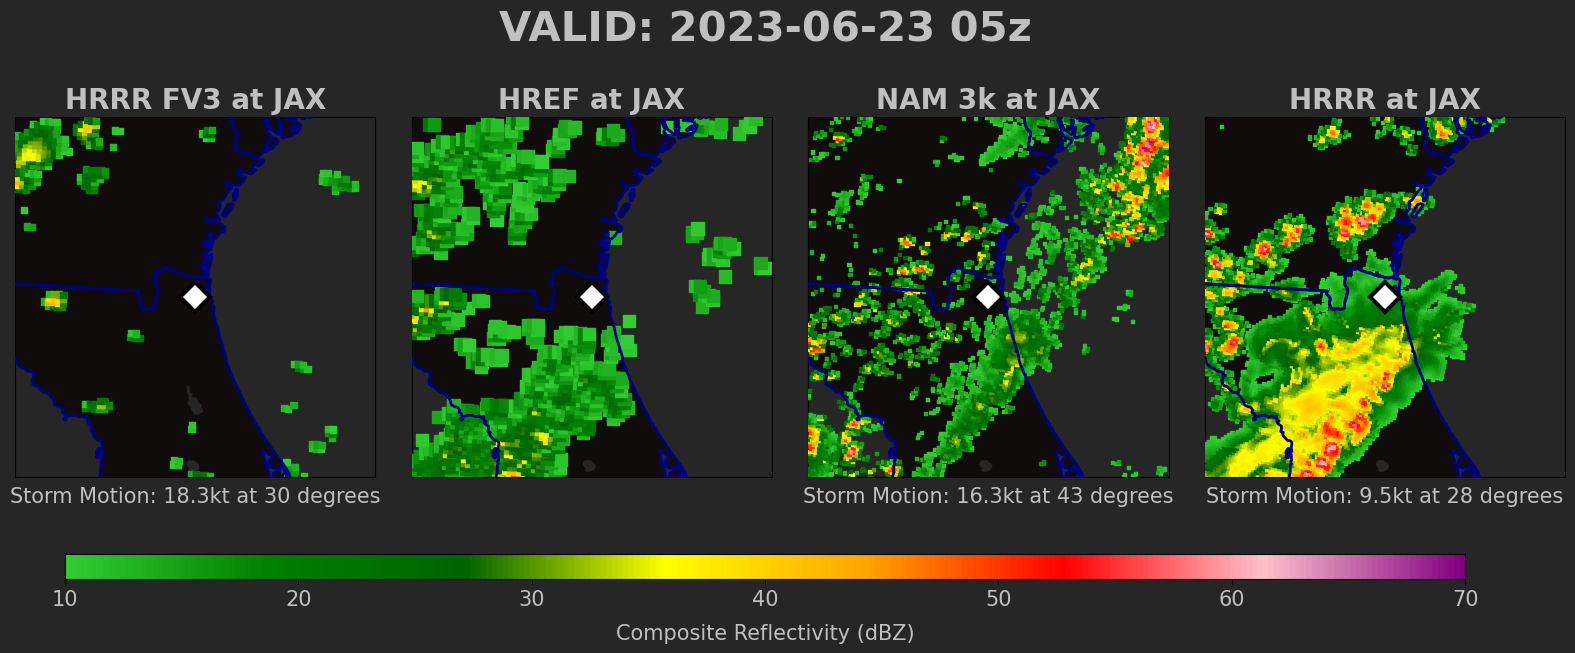 VALID: 2023-06-23 05z
HRRR FV3 at JAX
HREF at JAX
NAM 3k at JAX
HRRR at JAX
Storm Motion: 18.3kt at 30 degrees
Storm Motion: 16.3kt at 43 degrees
Storm Motion: 9.5kt at 28 degrees
10 20 30 40 50 60 70
Composite Reflectivity (dBZ)